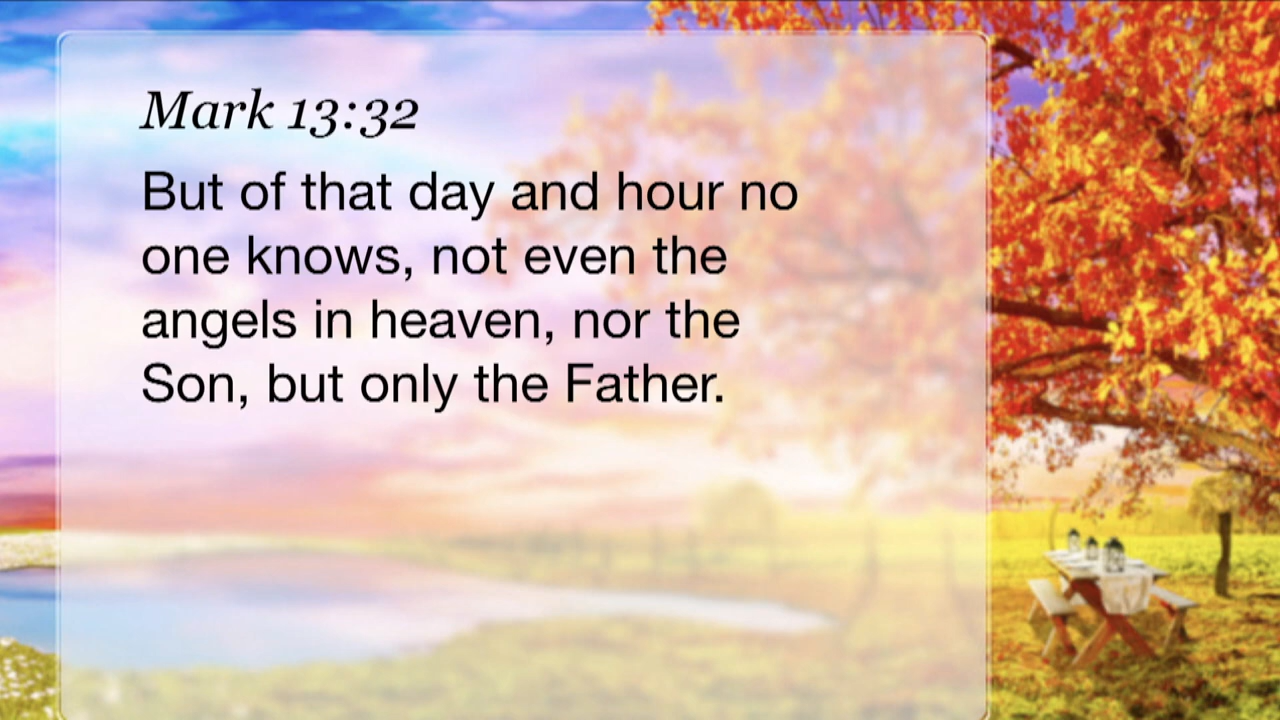 Mark 13:32
But of that day and hour no
one knows, not even the
angels in heaven, nor the
Son, but only the Father.